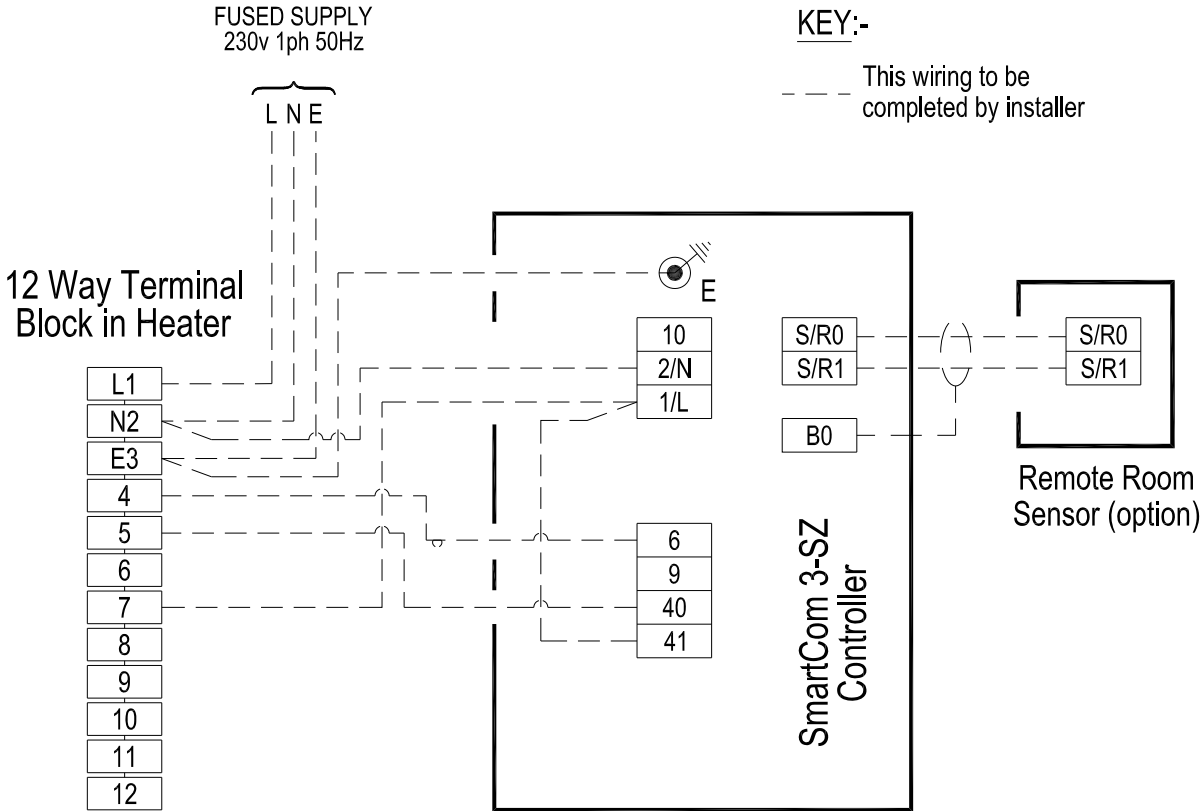 FUSED SUPPLY
230v 1ph 50Hz
L N E
KEY:-
This wiring to be
completed by installer
12 Way Terminal
Block in Heater
L1
N2
E3
4
5
6
7
8
9
10
11
12
E
10
2/N
1/L
6
9
40
41
S/R0
S/R1
B0
SmartCom 3-SZ
Controller
S/R0
S/R1
Remote Room
Sensor (option)